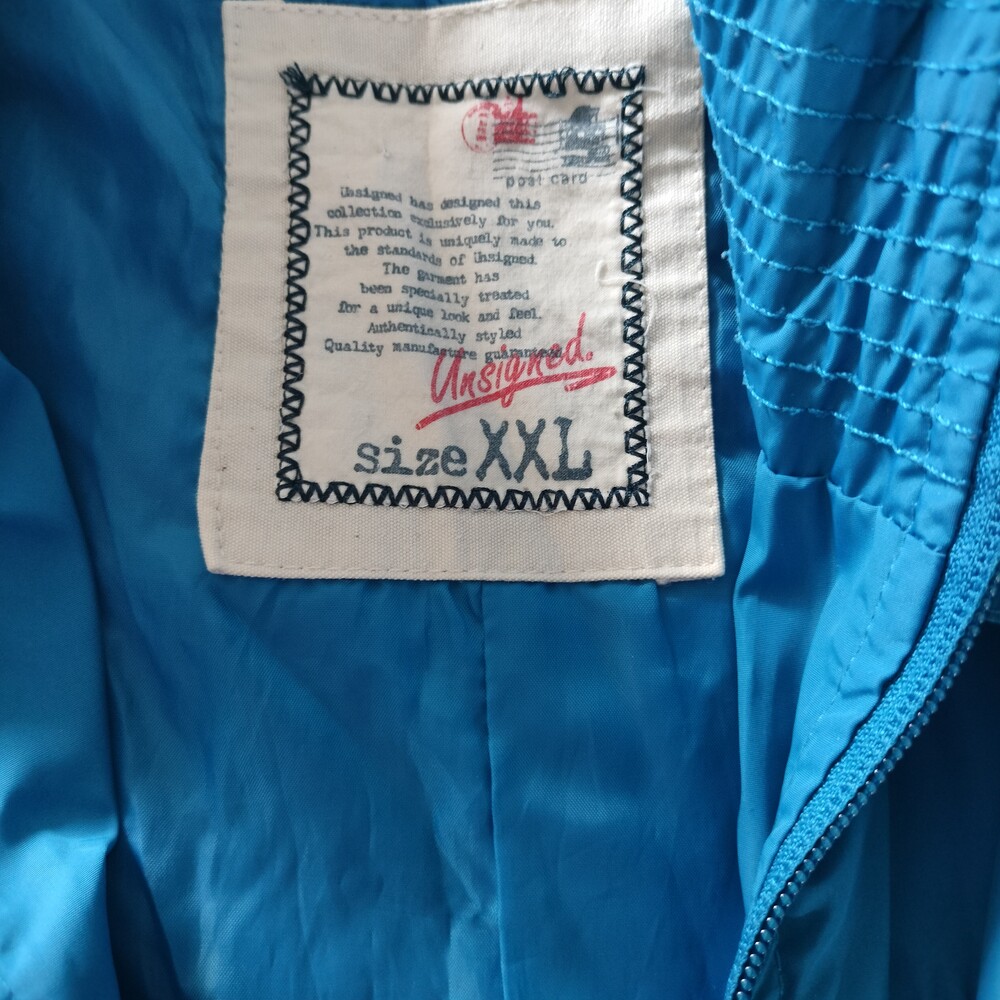 post card
Unsigned has designed this
collection exclusively for you.
This product is uniquely made to
the standards of Unsigned
The garment has
been specially treated
for a unique look and feel.
Authentically styled
Quality manufacture guaranteed
Unsigned.
size XXL